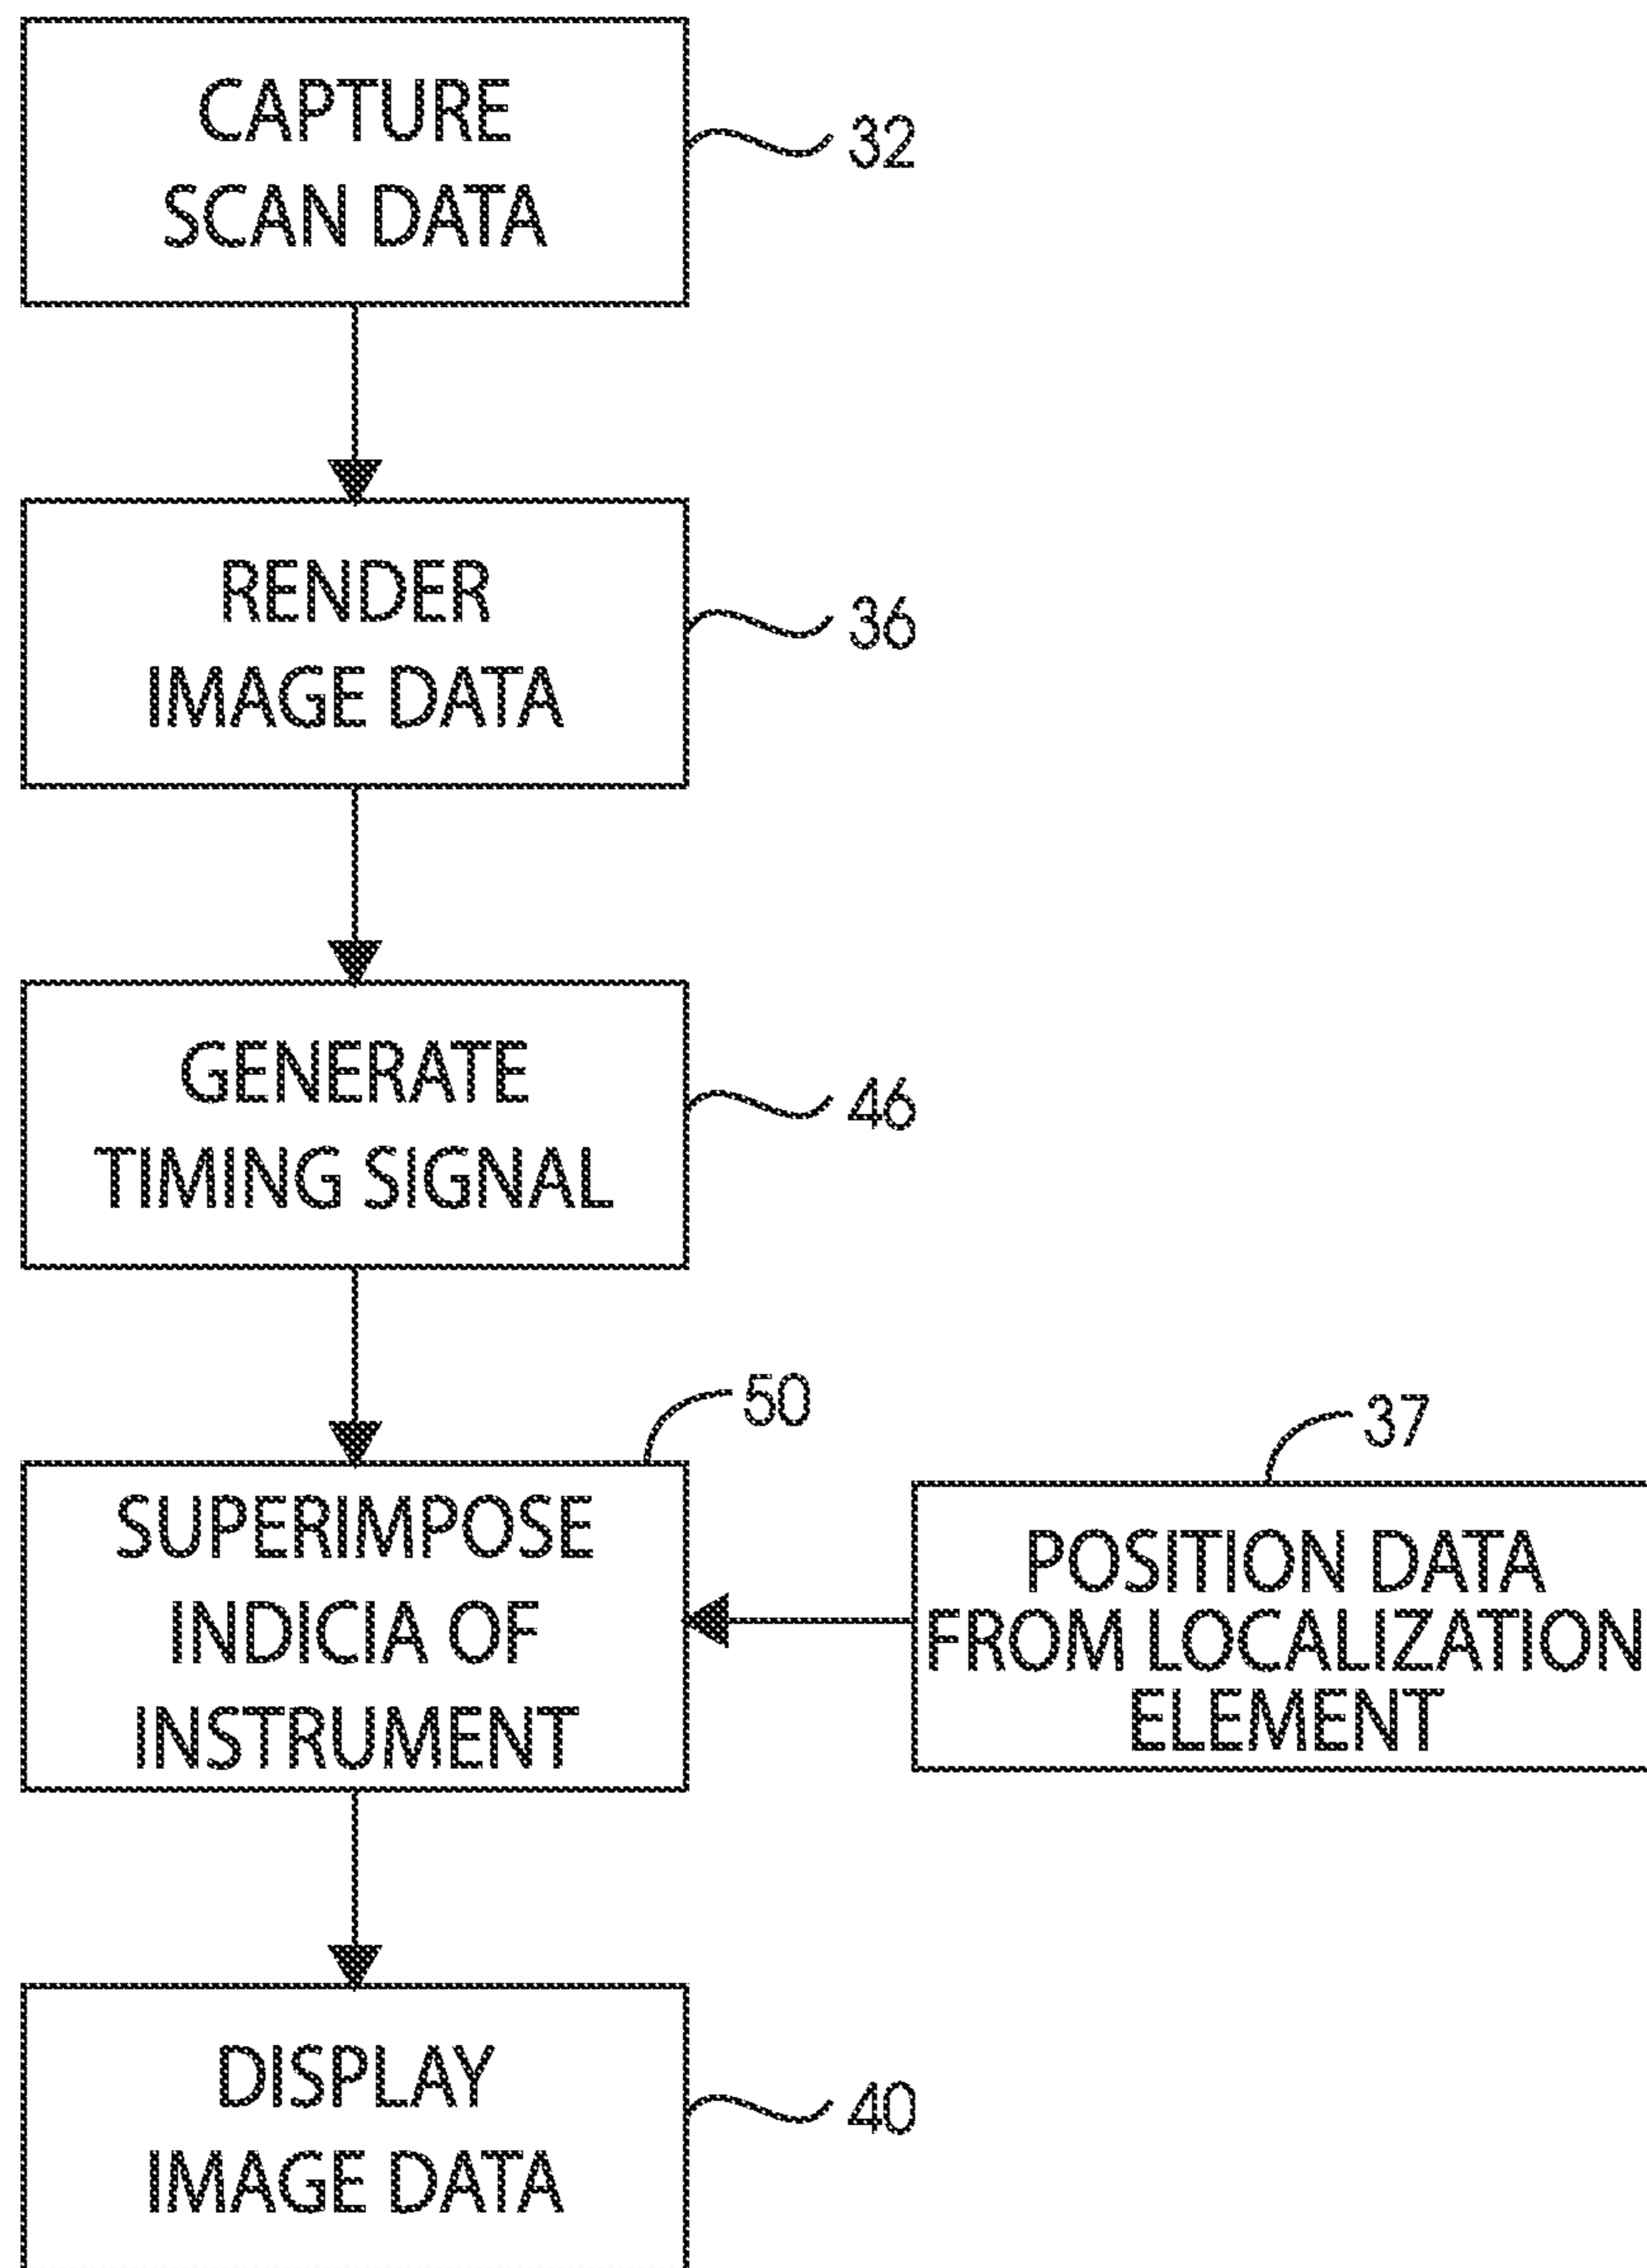 CAPTURE
SCAN DATA
32
RENDER
IMAGE DATA
36
GENERATE
TIMING SIGNAL
46
50
SUPERIMPOSE
INDICIA OF
INSTRUMENT
37
POSITION DATA
FROM LOCALIZATION
ELEMENT
DISPLAY
IMAGE DATA
40